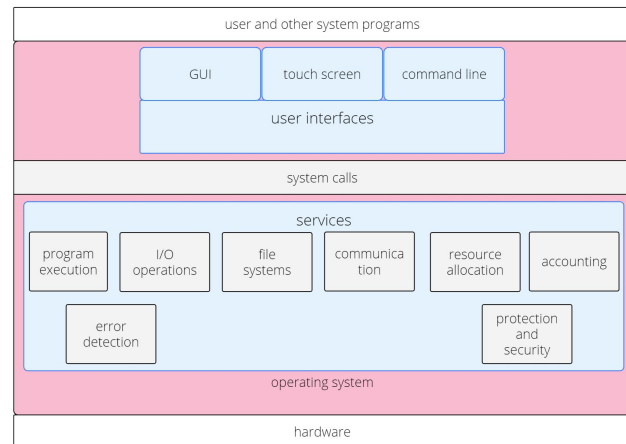 user and other system programs
GUI
touch screen
command line
user interfaces
system calls
services
program
execution
I/O
operations
file
systems
communica
tion
resource
allocation
accounting
error
detection
protection
and
security
operating system
hardware